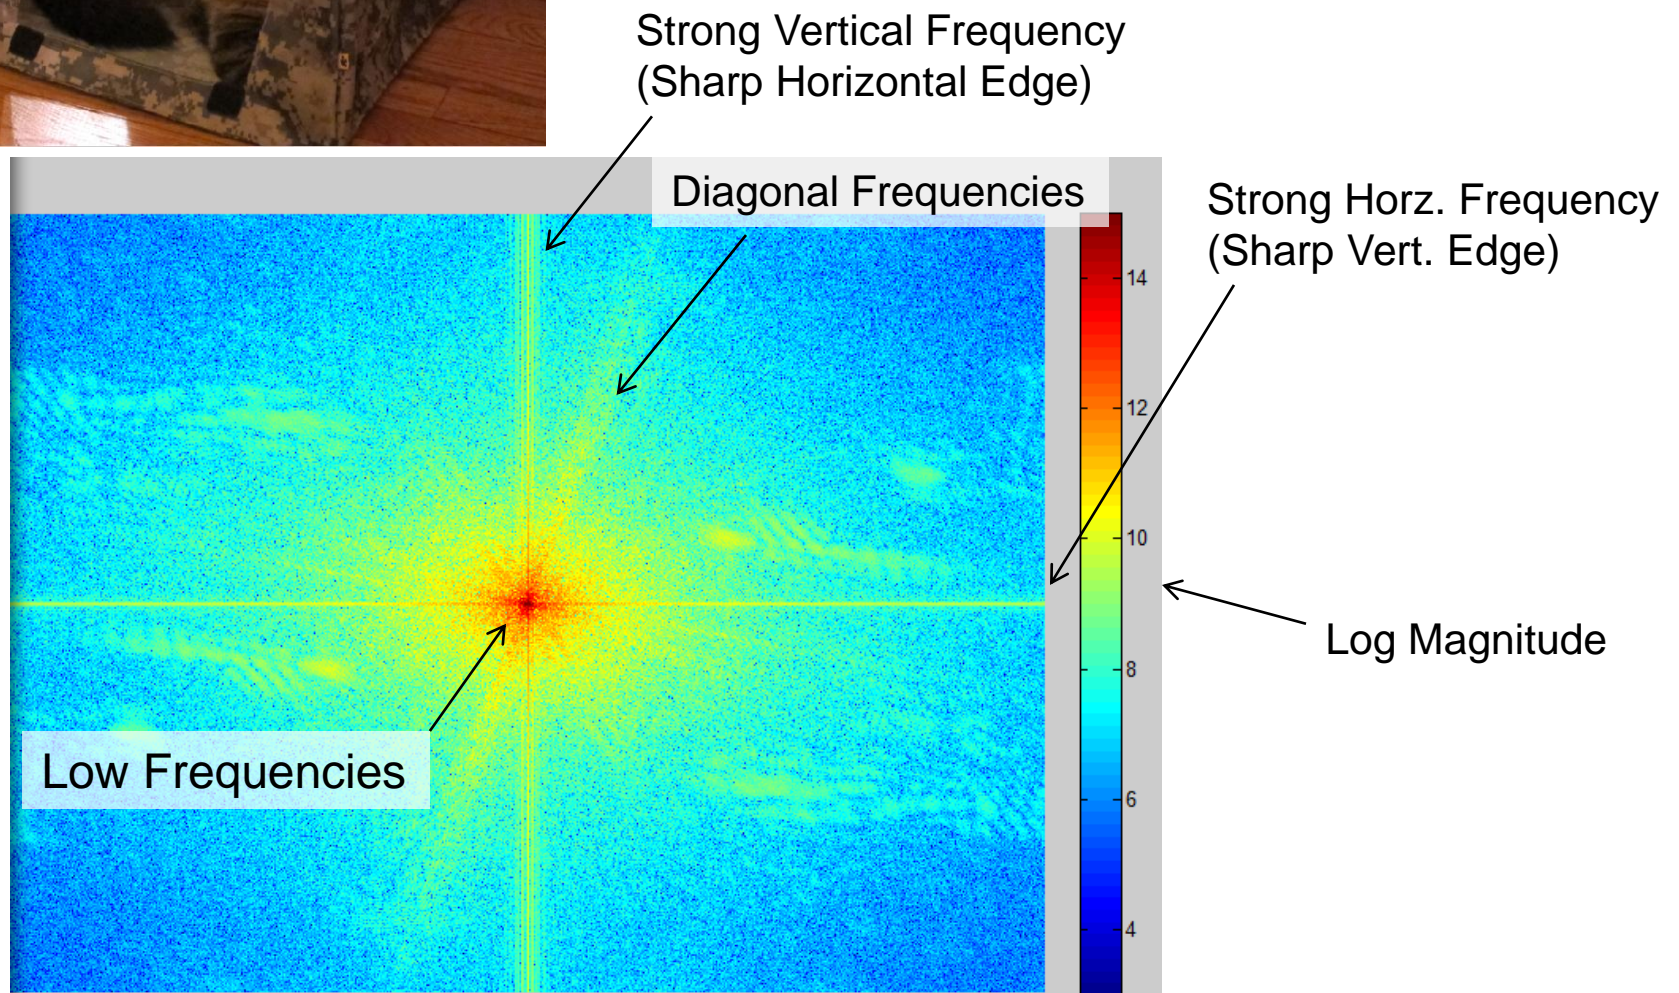 Strong Vertical Frequency
(Sharp Horizontal Edge)
Diagonal Frequencies
Strong Horz. Frequency
(Sharp Vert. Edge)
14
12
10
8
6
4
Log Magnitude
Low Frequencies